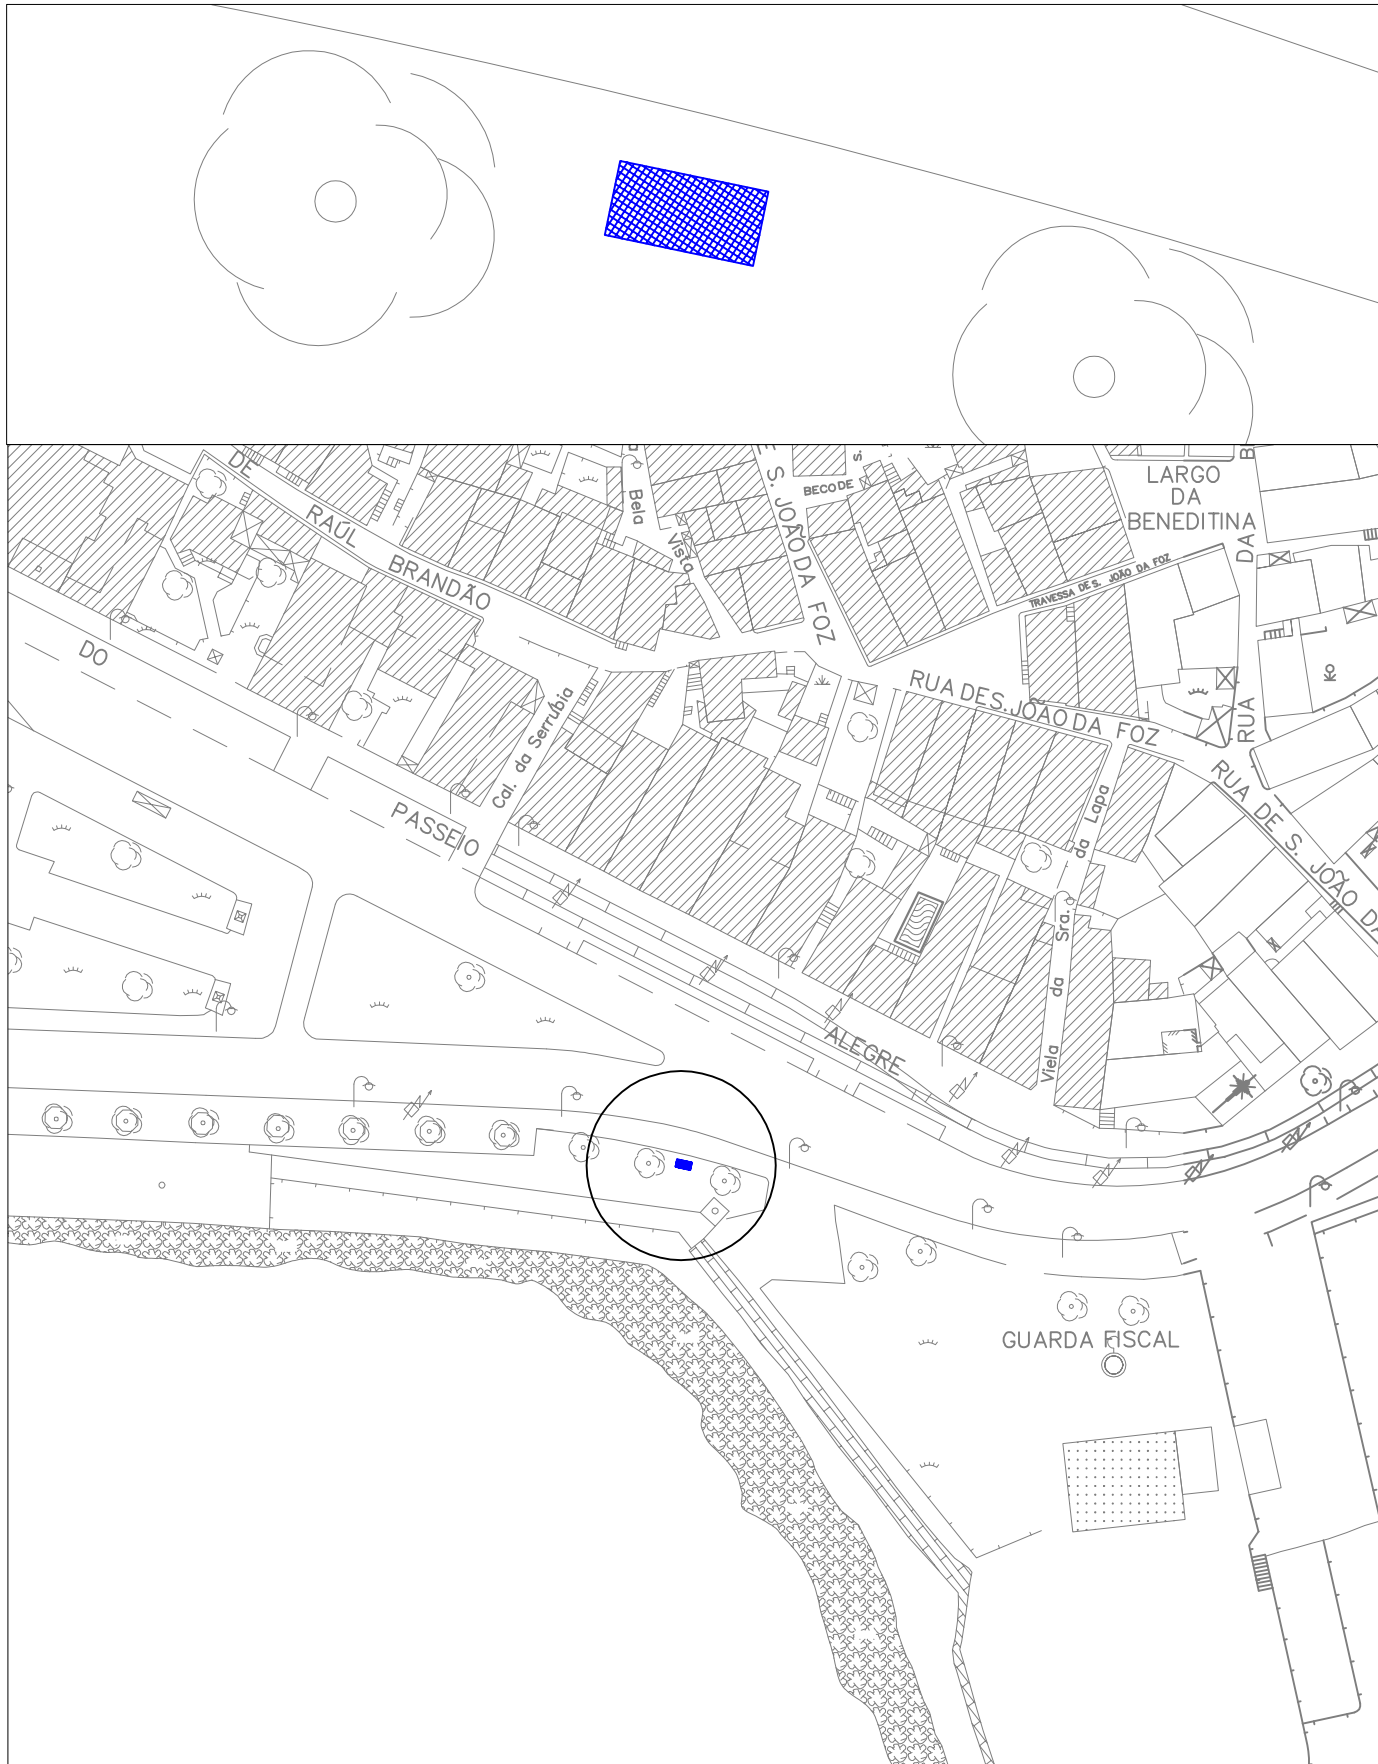 DE
RAÚL
BRANDÃO
a
Bela
Vista
E S. JOÃO DA FOZ
BECO DE
S.
LARGO
DA
BENEDITINA
RUA DA B
TRAVESSA DE S. JOÃO DA FOZ
RUA DE S. JOÃO DA FOZ
RUA DE S. JOÃO DA
DO
PASSEIO
ALEGRE
Cal. da Serrúbia
Viela da Sra. da Lapa
GUARDA FISCAL